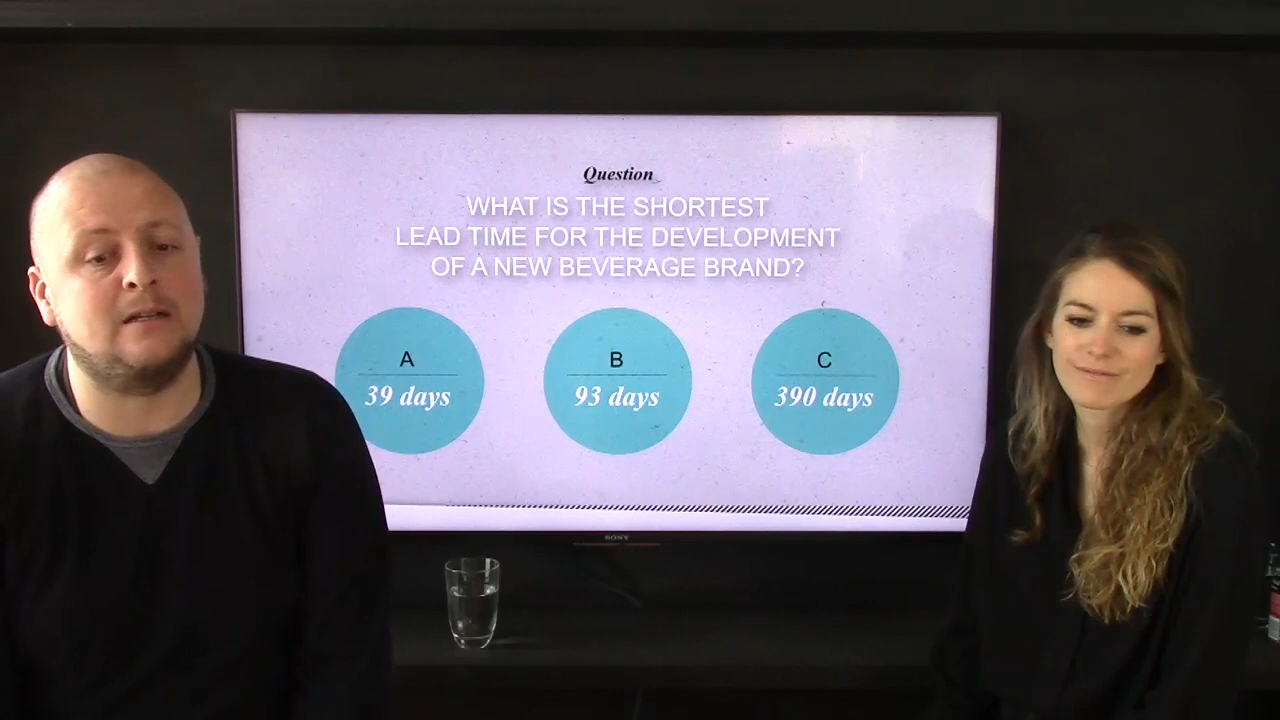 Question
WHAT IS THE SHORTEST
LEAD TIME FOR THE DEVELOPMENT
OF A NEW BEVERAGE BRAND?
A
39 days
B
93 days
C
390 days
SONY